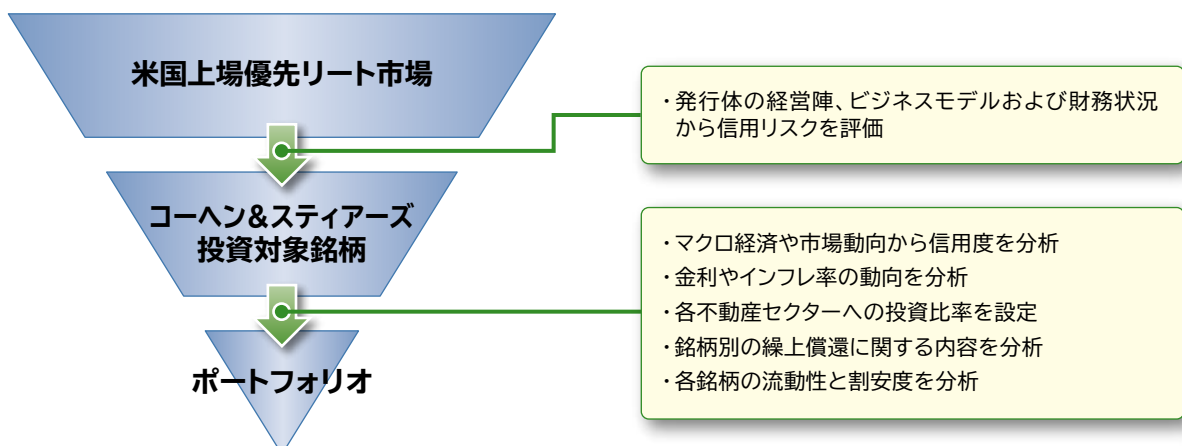 米国上場優先リート市場
・発行体の経営陣、ビジネスモデルおよび財務状況
から信用リスクを評価
コーヘン&スティアーズ
投資対象銘柄
・マクロ経済や市場動向から信用度を分析
・金利やインフレ率の動向を分析
・各不動産セクターへの投資比率を設定
・銘柄別の繰上償還に関する内容を分析
・各銘柄の流動性と割安度を分析
ポートフォリオ